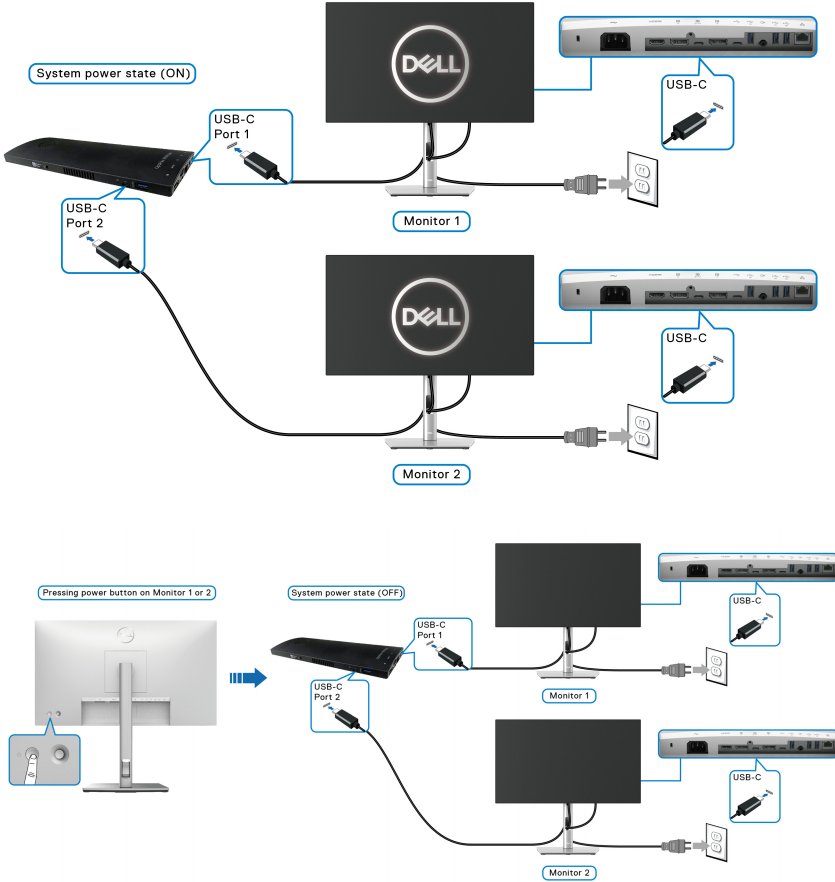 System power state (ON)
USB-C
Port 1
DELL
USB-C
USB-C
Port 2
Monitor 1
DELL
USB-C
Monitor 2
Pressing power button on Monitor 1 or 2
System power state (OFF)
USB-C
Port 1
USB-C
USB-C
Port 2
Monitor 1
USB-C
Monitor 2